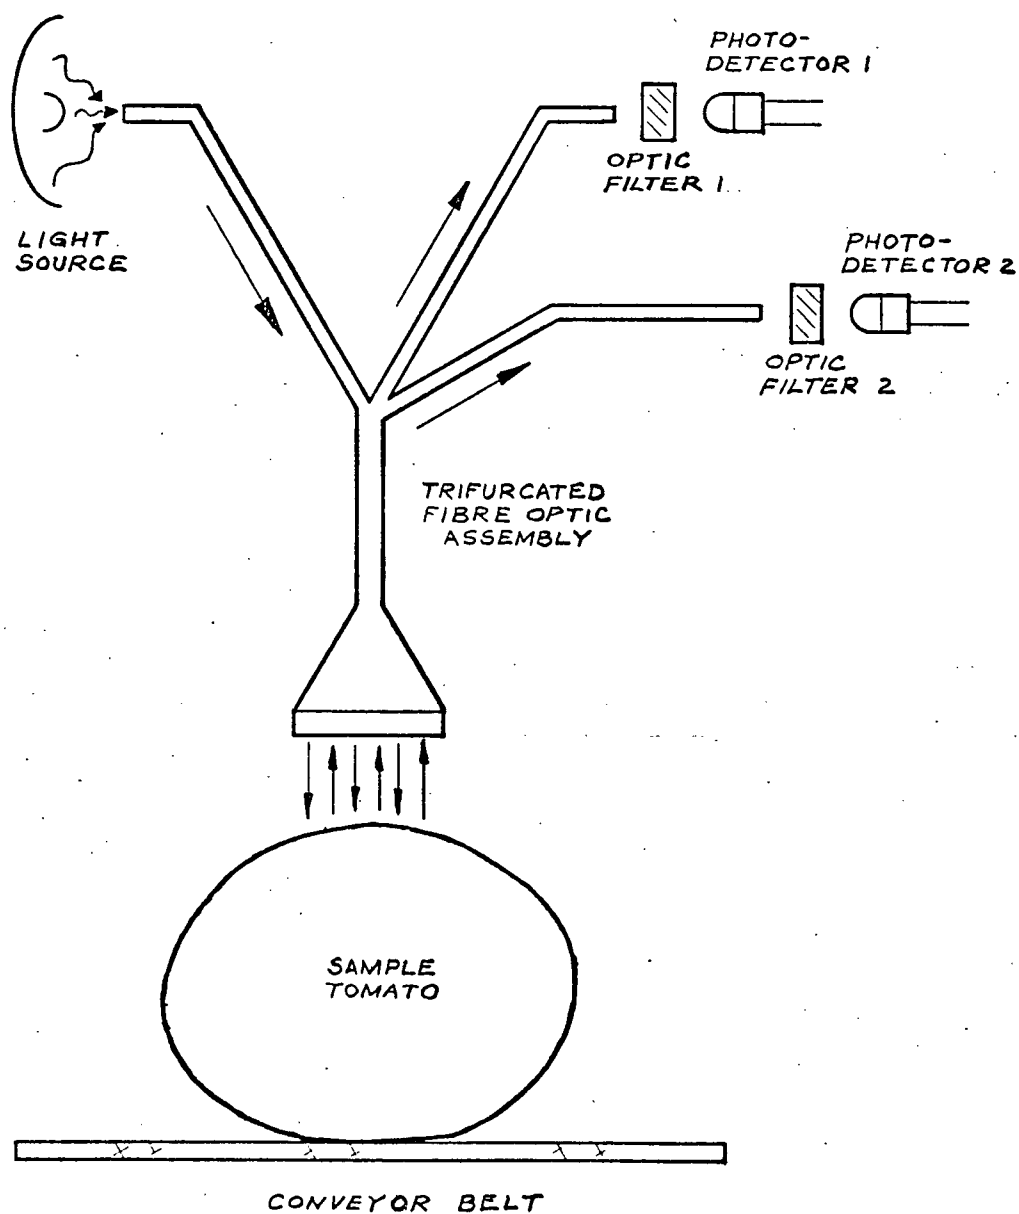 PHOTO-
DETECTOR 1
OPTIC
FILTER 1
LIGHT
SOURCE
PHOTO-
DETECTOR 2
OPTIC
FILTER 2
TRIFURCATED
FIBRE OPTIC
ASSEMBLY
SAMPLE
TOMATO
CONVEYOR BELT